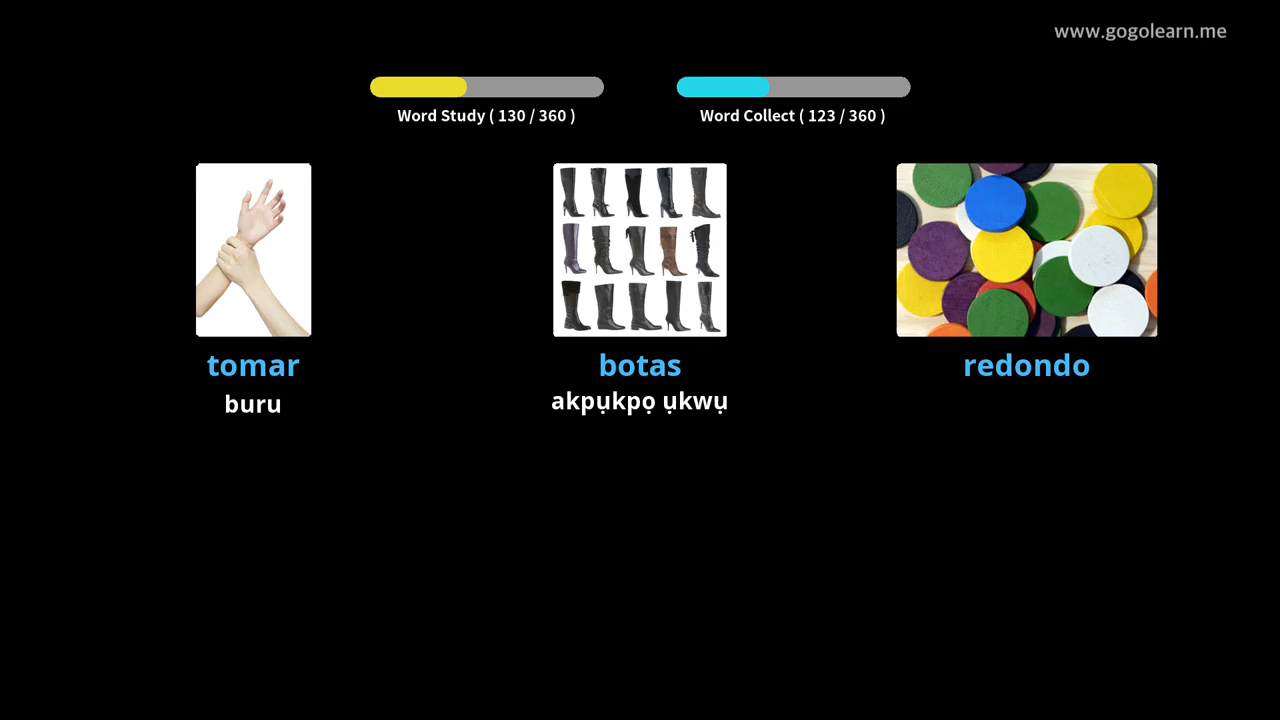 www.gogolearn.me
Word Study ( 130 / 360 )
Word Collect ( 123 / 360 )
tomar
botas
redondo
buru
akpụkpọ ụkwụ